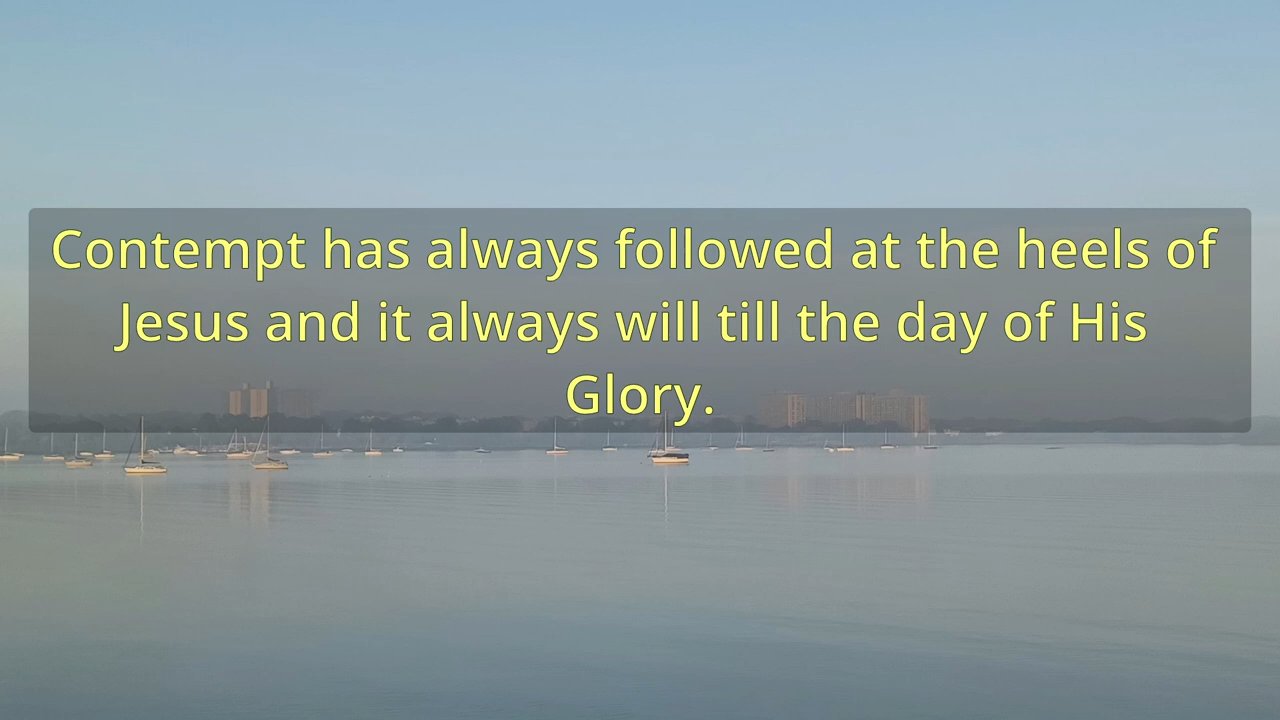 Contempt has always followed at the heels of
Jesus and it always will till the day of His
Glory.